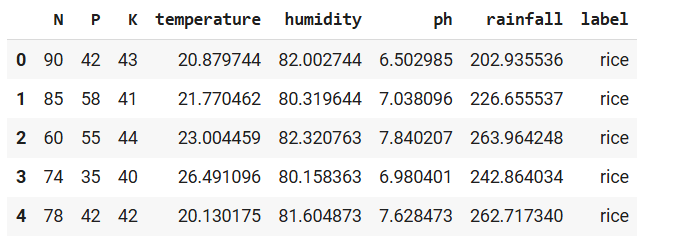 N P K temperature humidity ph rainfall label
0 90 42 43 20.879744 82.002744 6.502985 202.935536 rice
1 85 58 41 21.770462 80.319644 7.038096 226.655537 rice
2 60 55 44 23.004459 82.320763 7.840207 263.964248 rice
3 74 35 40 26.491096 80.158363 6.980401 242.864034 rice
4 78 42 42 20.130175 81.604873 7.628473 262.717340 rice